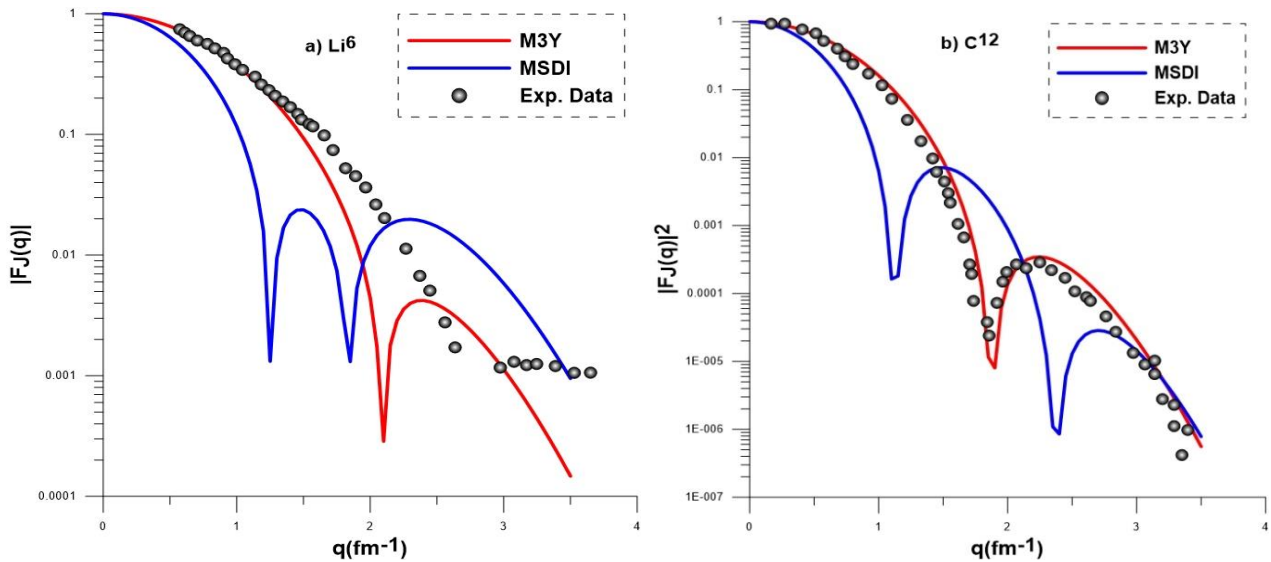 a) Li6
M3Y
MSDI
Exp. Data
|FJ(q)|
1
0.1
0.01
0.001
0.0001
0
1
2
3
4
q(fm-1)
b) C12
M3Y
MSDI
Exp. Data
|FJ(q)|2
1
0.1
0.01
0.001
0.0001
1E-005
1E-006
1E-007
0
1
2
3
4
q(fm-1)